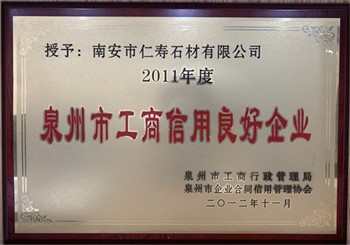 授予：南安市仁寿石材有限公司
2011年度
泉州市工商信用良好企业
泉州市工商行政管理局
泉州市企业合同信用管理协会
二〇一二年十一月